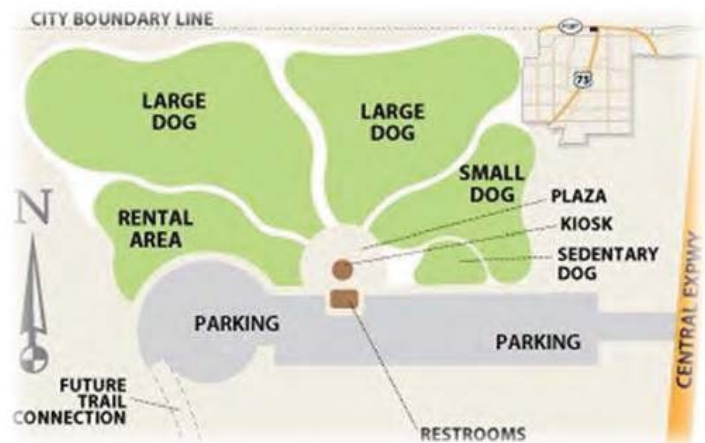 CITY BOUNDARY LINE
75
LARGE
DOG
LARGE
DOG
SMALL
DOG
PLAZA
KIOSK
SEDENTARY
DOG
RENTAL
AREA
N
PARKING
PARKING
CENTRAL EXPWY
FUTURE
TRAIL
CONNECTION
RESTROOMS